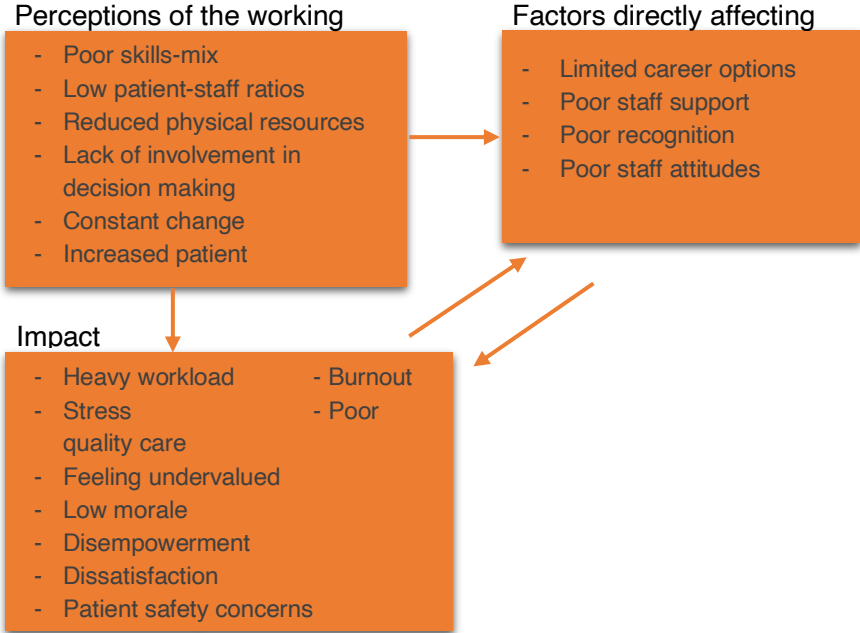 Perceptions of the working
- Poor skills-mix
- Low patient-staff ratios
- Reduced physical resources
- Lack of involvement in
decision making
- Constant change
- Increased patient
Factors directly affecting
- Limited career options
- Poor staff support
- Poor recognition
- Poor staff attitudes
Impact
- Heavy workload - Burnout
- Stress - Poor
quality care
- Feeling undervalued
- Low morale
- Disempowerment
- Dissatisfaction
- Patient safety concerns